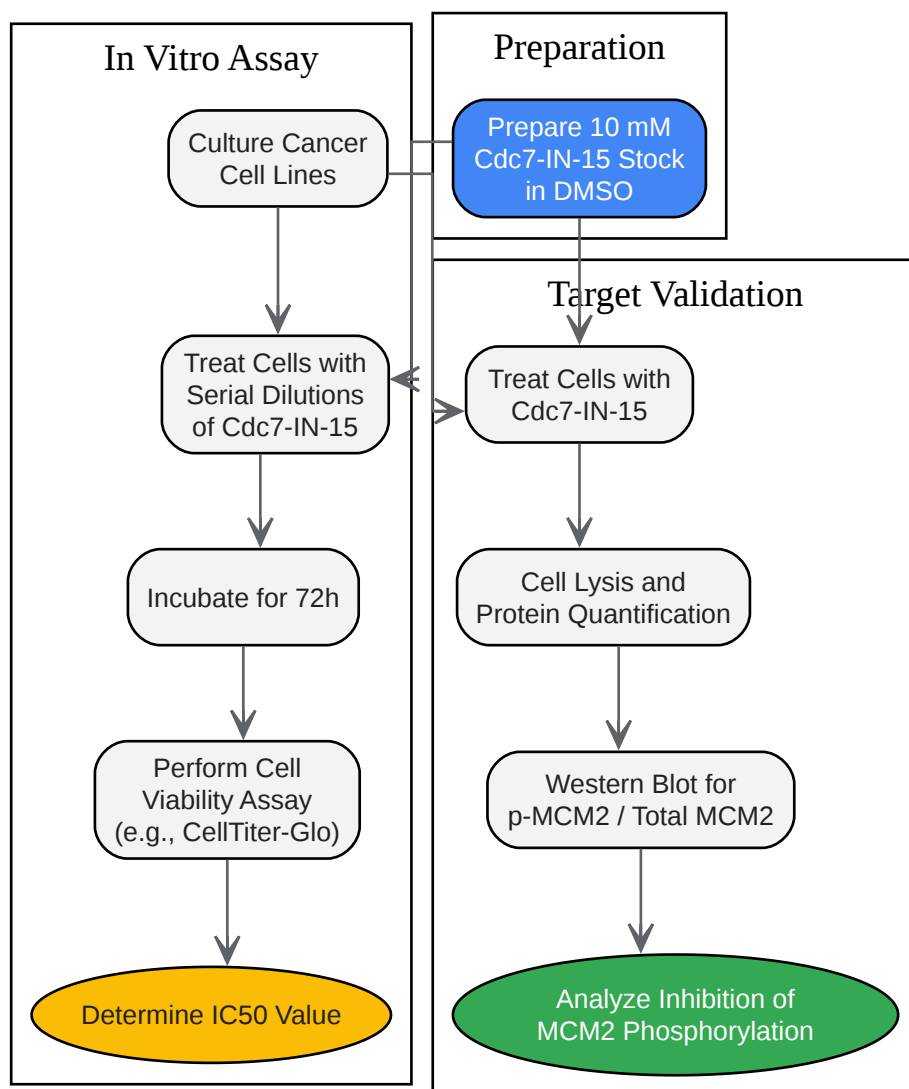 In Vitro Assay
Culture Cancer
Cell Lines
Treat Cells with
Serial Dilutions
of Cdc7-IN-15
Incubate for 72h
Perform Cell
Viability Assay
(e.g., CellTiter-Glo)
Determine IC50 Value
Preparation
Prepare 10 mM
Cdc7-IN-15 Stock
in DMSO
Target Validation
Treat Cells with
Cdc7-IN-15
Cell Lysis and
Protein Quantification
Western Blot for
p-MCM2 / Total MCM2
Analyze Inhibition of
MCM2 Phosphorylation